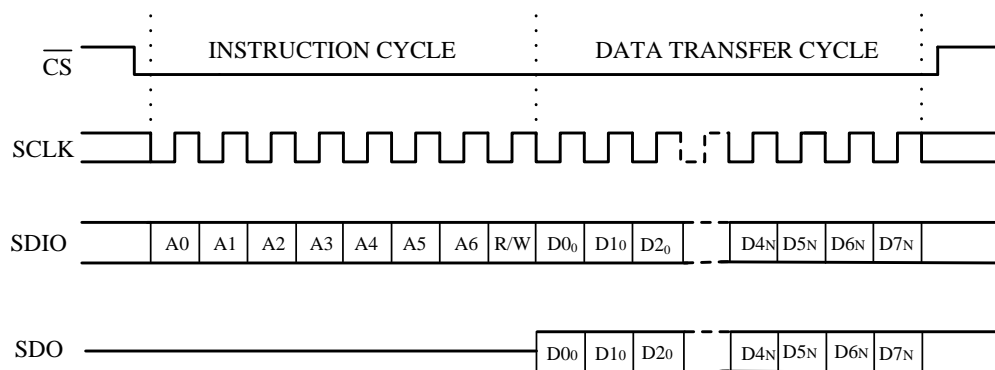 INSTRUCTION CYCLE DATA TRANSFER CYCLE
CS
SCLK
SDIO A0 A1 A2 A3 A4 A5 A6 R/W D0₀ D1₀ D2₀ D4N D5N D6N D7N
SDO D0₀ D1₀ D2₀ D4N D5N D6N D7N